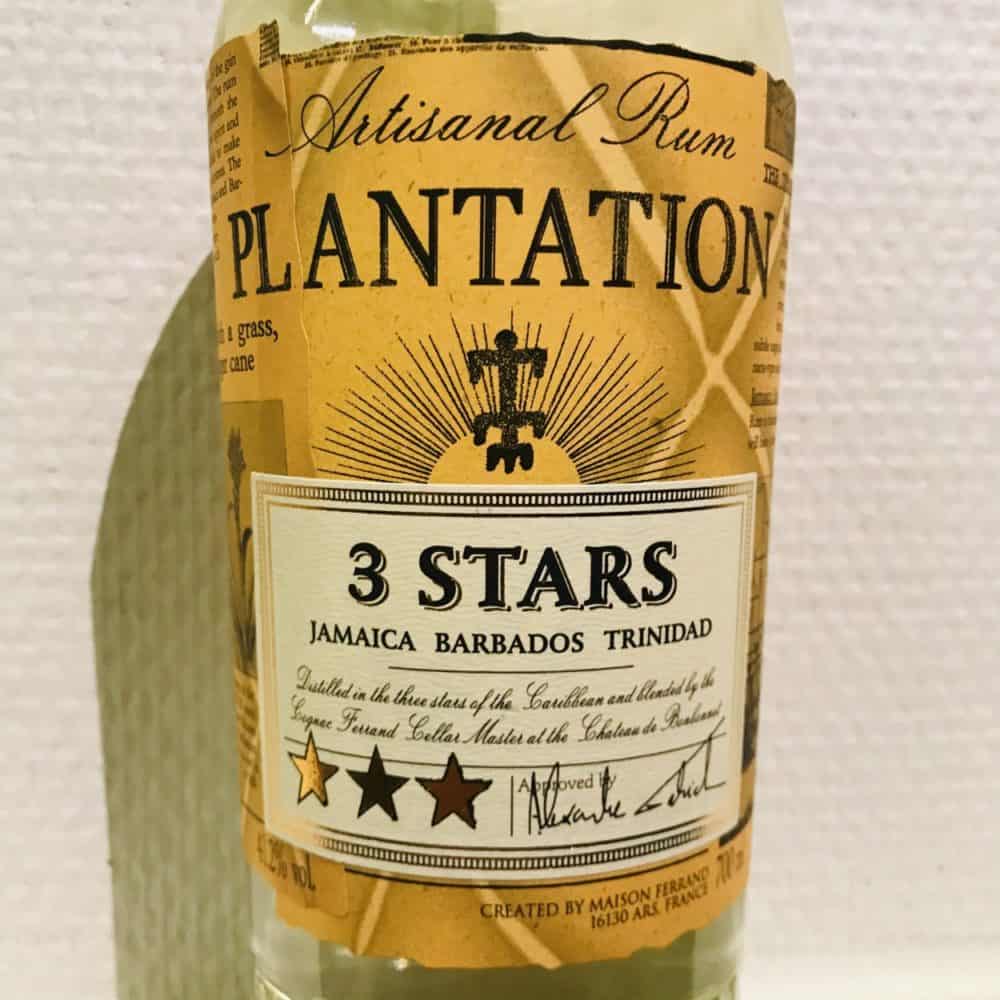 Artisanal Rum
PLANTATION
a grass,
cane
3 STARS
JAMAICA BARBADOS TRINIDAD
Distilled in the three stars of the Caribbean and blended by the
Cognac Ferrand Cellar Master at the Chateau de Bonbonnet
Approved by
vol.
700
CREATED BY MAISON FERRAND
16130 ARS, FRANCE